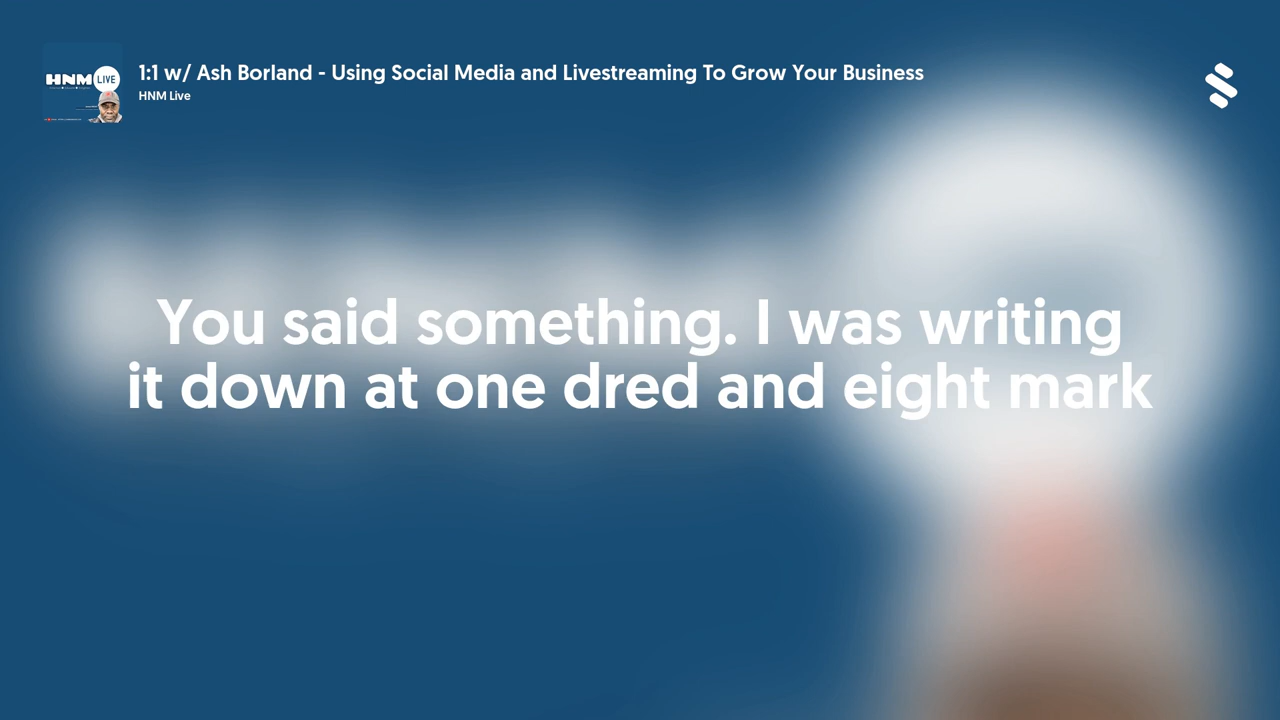 HNM LIVE
1:1 w/ Ash Borland - Using Social Media and Livestreaming To Grow Your Business
HNM Live
You said something. I was writing
it down at one dred and eight mark